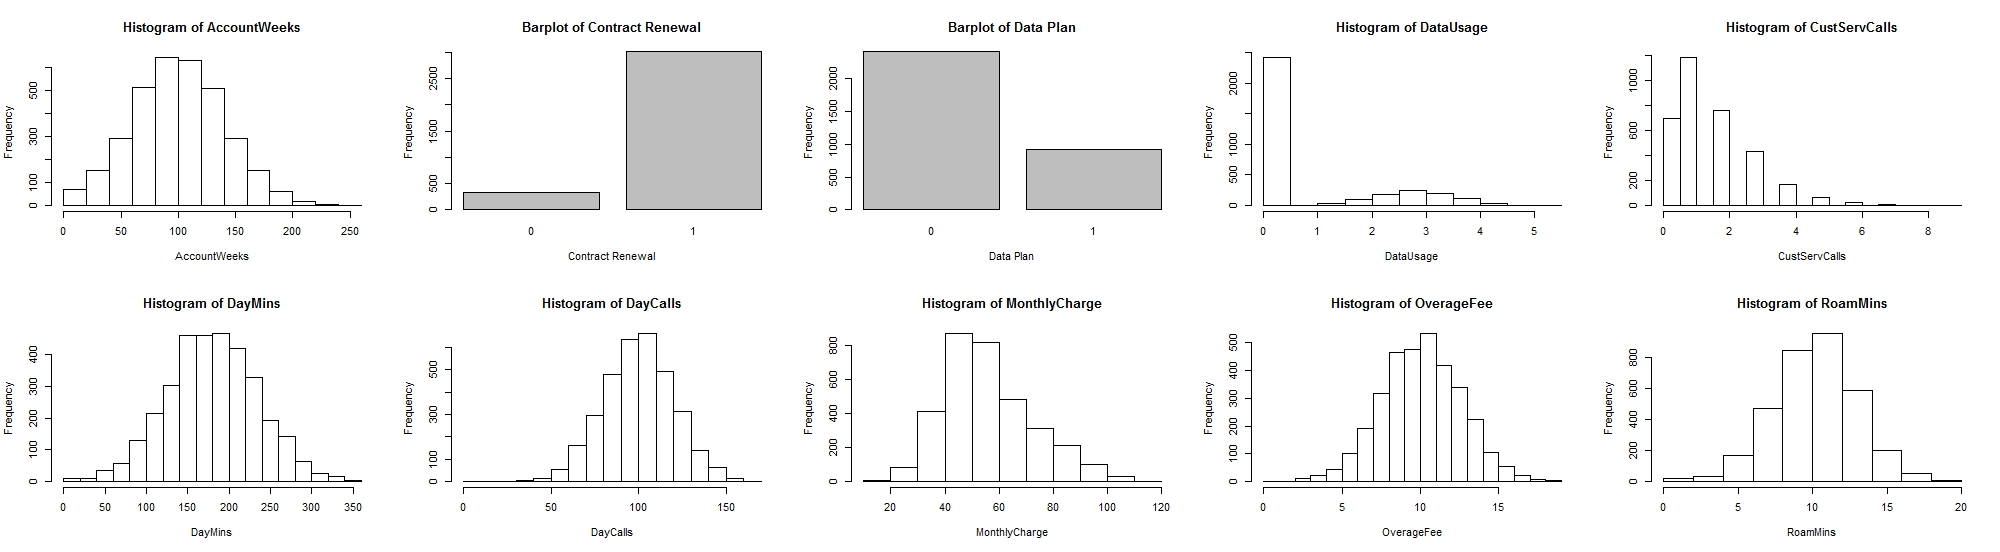 Histogram of AccountWeeks
Frequency
0 100 300 500
0 50 100 150 200 250
AccountWeeks
Barplot of Contract Renewal
Frequency
0 500 1500 2500
0 1
Contract Renewal
Barplot of Data Plan
Frequency
0 500 1000 1500 2000
0 1
Data Plan
Histogram of DataUsage
Frequency
0 500 1000 2000
0 1 2 3 4 5
DataUsage
Histogram of CustServCalls
Frequency
0 200 600 1000
0 2 4 6 8
CustServCalls
Histogram of DayMins
Frequency
0 100 200 300 400
0 50 100 150 200 250 300 350
DayMins
Histogram of DayCalls
Frequency
0 100 300 500
0 50 100 150
DayCalls
Histogram of MonthlyCharge
Frequency
0 200 400 600 800
20 40 60 80 100 120
MonthlyCharge
Histogram of OverageFee
Frequency
0 100 200 300 400 500
0 5 10 15
OverageFee
Histogram of RoamMins
Frequency
0 200 400 600 800
0 5 10 15 20
RoamMins